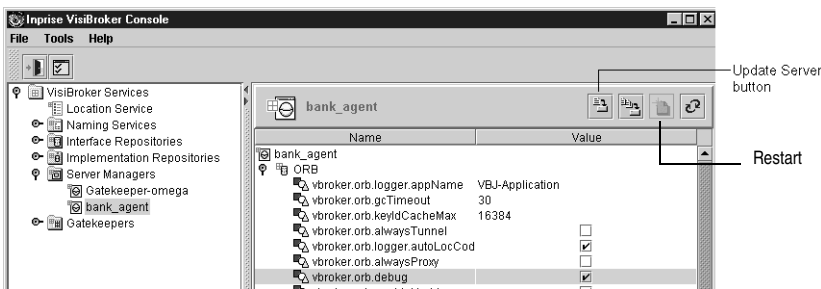 Inprise VisiBroker Console
File Tools Help
VisiBroker Services
Location Service
Naming Services
Interface Repositories
Implementation Repositories
Server Managers
Gatekeeper-omega
bank_agent
Gatekeepers
bank_agent
Update Server
button
Restart
Name Value
bank_agent
ORB
vbroker.orb.logger.appName VBJ-Application
vbroker.orb.gcTimeout 30
vbroker.orb.keyIdCacheMax 16384
vbroker.orb.alwaysTunnel
vbroker.orb.logger.autoLocCod
vbroker.orb.alwaysProxy
vbroker.orb.debug